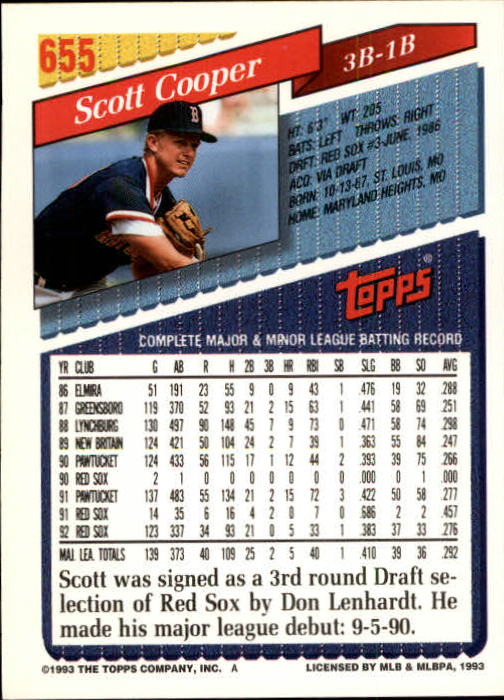 655
Scott Cooper
3B-1B
HT: 6'3" WT: 205
BATS: LEFT THROWS: RIGHT
DRFT: RED SOX #3-JUNE, 1986
ACQ: VIA DRAFT
BORN: 10-13-67, ST. LOUIS, MO
HOME: MARYLAND HEIGHTS, MO
B
Topps®
COMPLETE MAJOR & MINOR LEAGUE BATTING RECORD
YR CLUB G AB R H 2B 3B HR RBI SB SLG BB SO AVG
86 ELMIRA 51 191 23 55 9 0 9 43 1 .476 19 32 .288
87 GREENSBORO 119 370 52 93 21 2 15 63 1 .441 58 69 .251
88 LYNCHBURG 130 497 90 148 45 7 9 73 0 .471 58 74 .298
89 NEW BRITAIN 124 421 50 104 24 2 7 39 1 .363 55 84 .247
90 PAWTUCKET 124 433 56 115 17 1 12 44 2 .393 39 75 .266
90 RED SOX 2 1 0 0 0 0 0 0 0 .000 0 1 .000
91 PAWTUCKET 137 483 55 134 21 2 15 72 3 .422 50 58 .277
91 RED SOX 14 35 6 16 4 2 0 7 0 .686 2 2 .457
92 RED SOX 123 337 34 93 21 0 5 33 1 .383 37 33 .276
MAJ. LEA. TOTALS 139 373 40 109 25 2 5 40 1 .410 39 36 .292
Scott was signed as a 3rd round Draft se-
lection of Red Sox by Don Lenhardt. He
made his major league debut: 9-5-90.
©1993 THE TOPPS COMPANY, INC. A LICENSED BY MLB & MLBPA, 1993